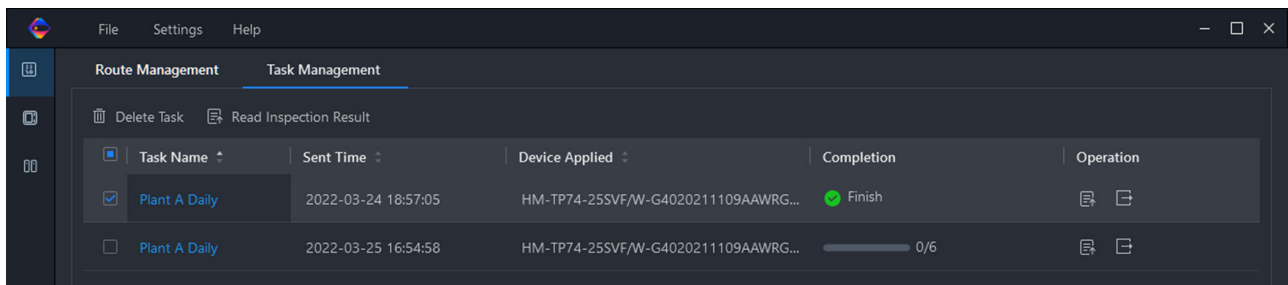 File Settings Help
Route Management Task Management
Delete Task Read Inspection Result
Task Name Sent Time Device Applied Completion Operation
Plant A Daily 2022-03-24 18:57:05 HM-TP74-25SVF/W-G4020211109AAWRG... Finish
Plant A Daily 2022-03-25 16:54:58 HM-TP74-25SVF/W-G4020211109AAWRG... 0/6